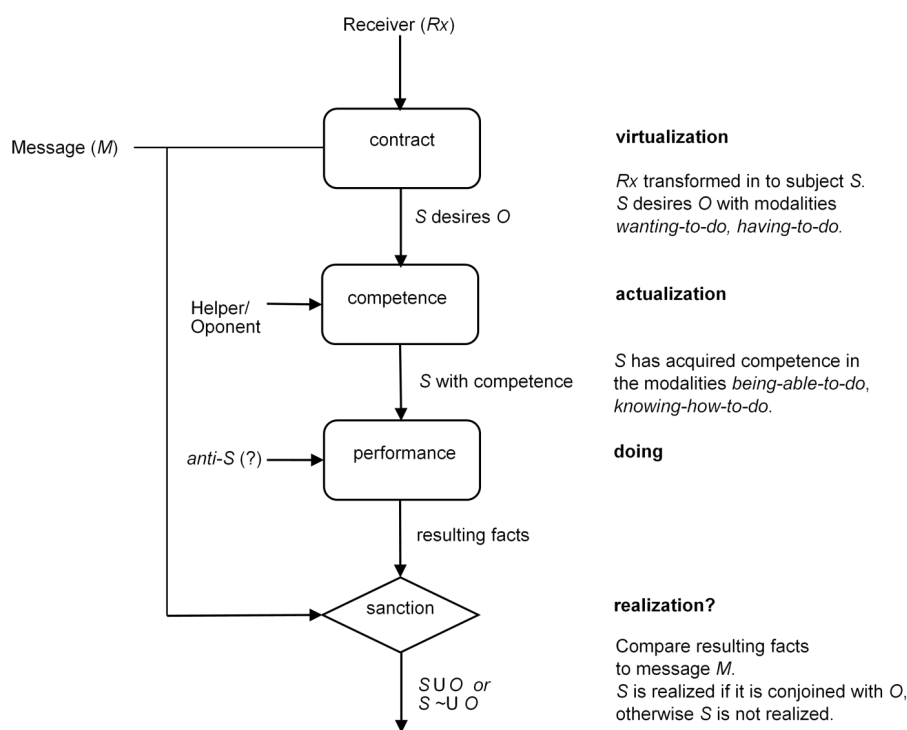 Receiver (Rx)
Message (M)
contract
virtualization
Rx transformed in to subject S.
S desires O with modalities
wanting-to-do, having-to-do.
S desires O
Helper/
Oponent
competence
actualization
S with competence
S has acquired competence in
the modalities being-able-to-do,
knowing-how-to-do.
anti-S (?)
performance
doing
resulting facts
sanction
realization?
Compare resulting facts
to message M.
S is realized if it is conjoined with O,
otherwise S is not realized.
S U O or
S ~U O